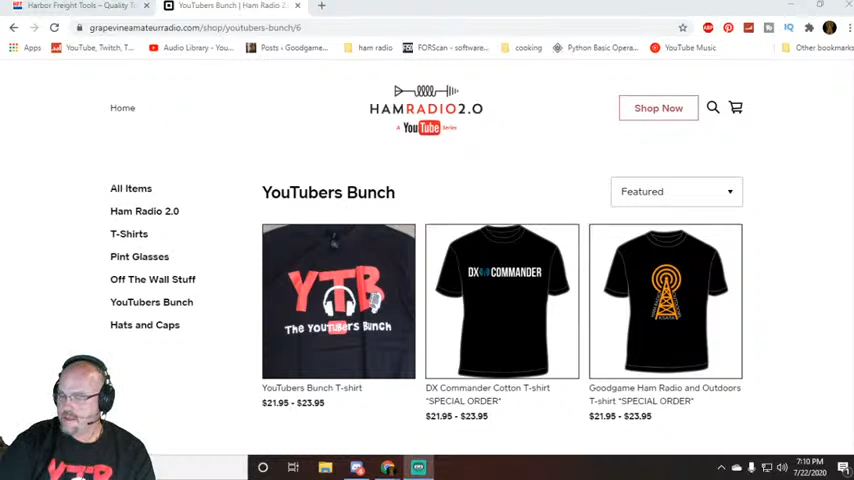 Harbor Freight Tools – Quality To
YouTubers Bunch | Ham Radio 2.
grapevineamateurradio.com/shop/youtubers-bunch/6
Apps
YouTube, Twitch, T...
Audio Library - You...
Posts ‹ Goodgame...
ham radio
FORScan - software...
cooking
Python Basic Oper...
YouTube Music
Other bookmarks
Home
HAMRADIO2.0
A YouTube Series
Shop Now
All Items
Ham Radio 2.0
T-Shirts
Pint Glasses
Off The Wall Stuff
YouTubers Bunch
Hats and Caps
YouTubers Bunch
Featured
YTB
The YouTubers Bunch
DX COMMANDER
YouTubers Bunch T-shirt
$21.95 - $23.95
DX Commander Cotton T-shirt
*SPECIAL ORDER*
$21.95 - $23.95
Goodgame Ham Radio and Outdoors
T-shirt *SPECIAL ORDER*
$21.95 - $23.95
YTB
7:10 PM
7/22/2020